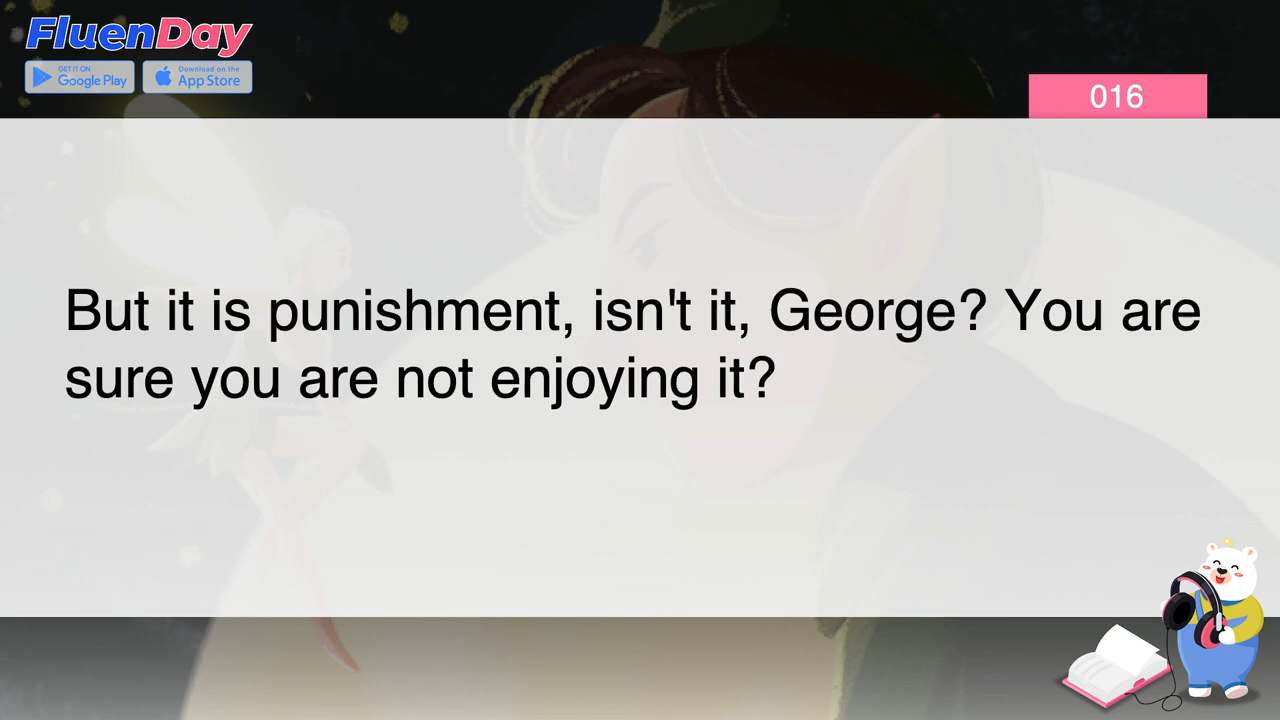 FluenDay
GET IT ON
Google Play
Download on the
App Store
016
But it is punishment, isn't it, George? You are
sure you are not enjoying it?